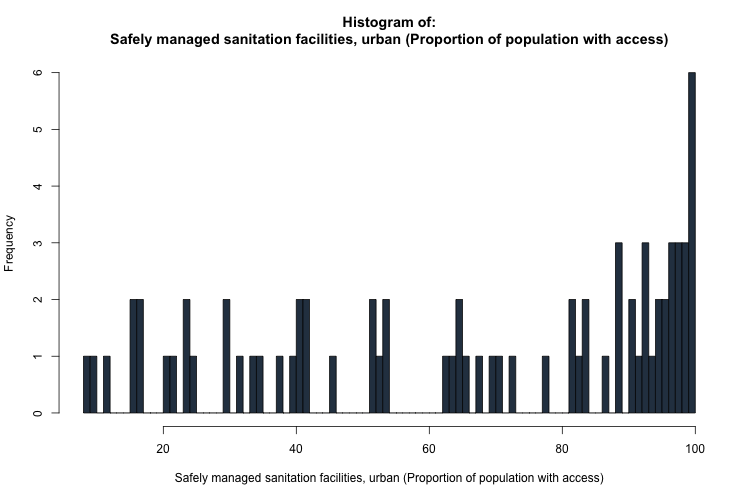 Histogram of:
Safely managed sanitation facilities, urban (Proportion of population with access)
6
5
4
3
2
1
0
Frequency
20 40 60 80 100
Safely managed sanitation facilities, urban (Proportion of population with access)